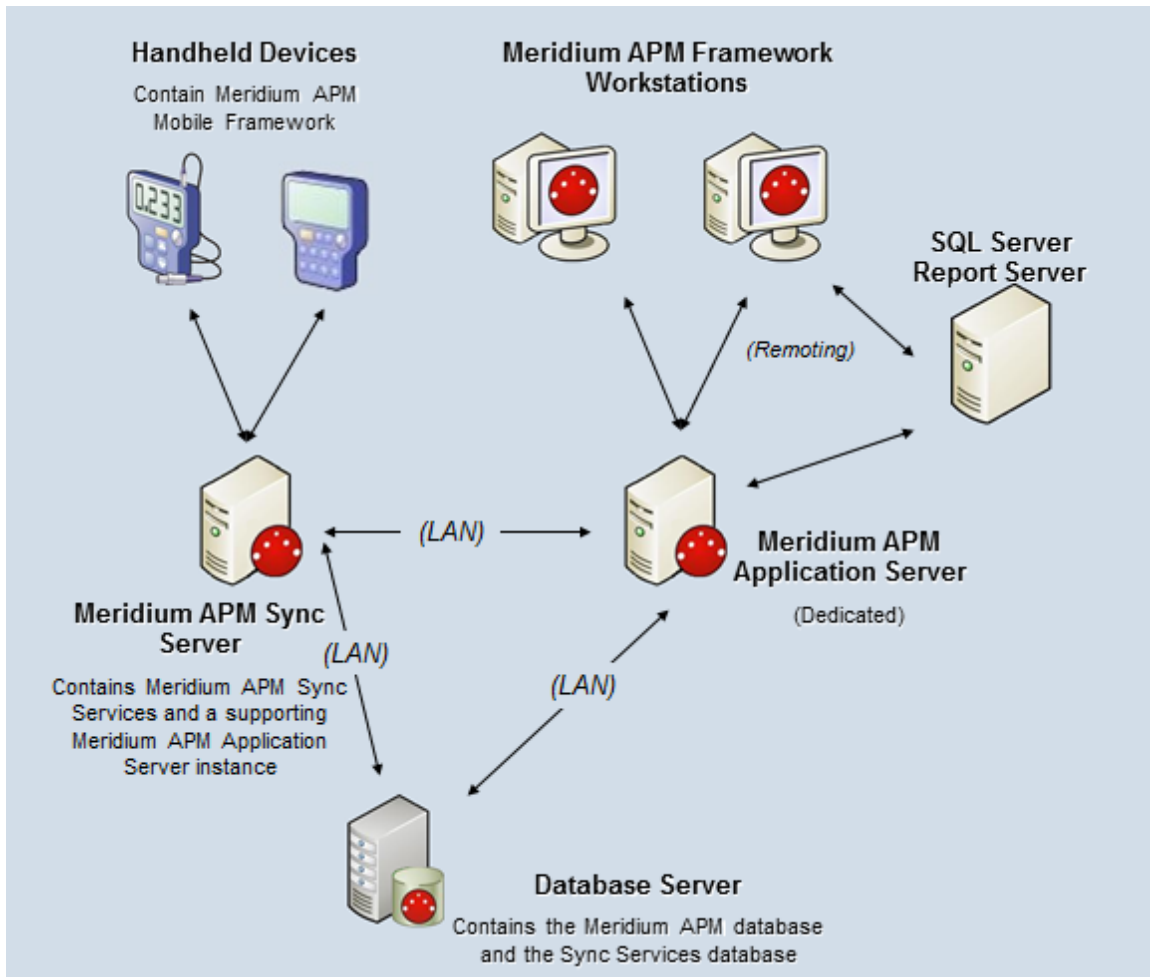 Handheld Devices
Contain Meridium APM
Mobile Framework
0.233
Meridium APM Framework
Workstations
SQL Server
Report Server
(Remoting)
(LAN)
Meridium APM Sync
Server
Contains Meridium APM Sync
Services and a supporting
Meridium APM Application
Server instance
(LAN)
Meridium APM
Application Server
(Dedicated)
(LAN)
Database Server
Contains the Meridium APM database
and the Sync Services database